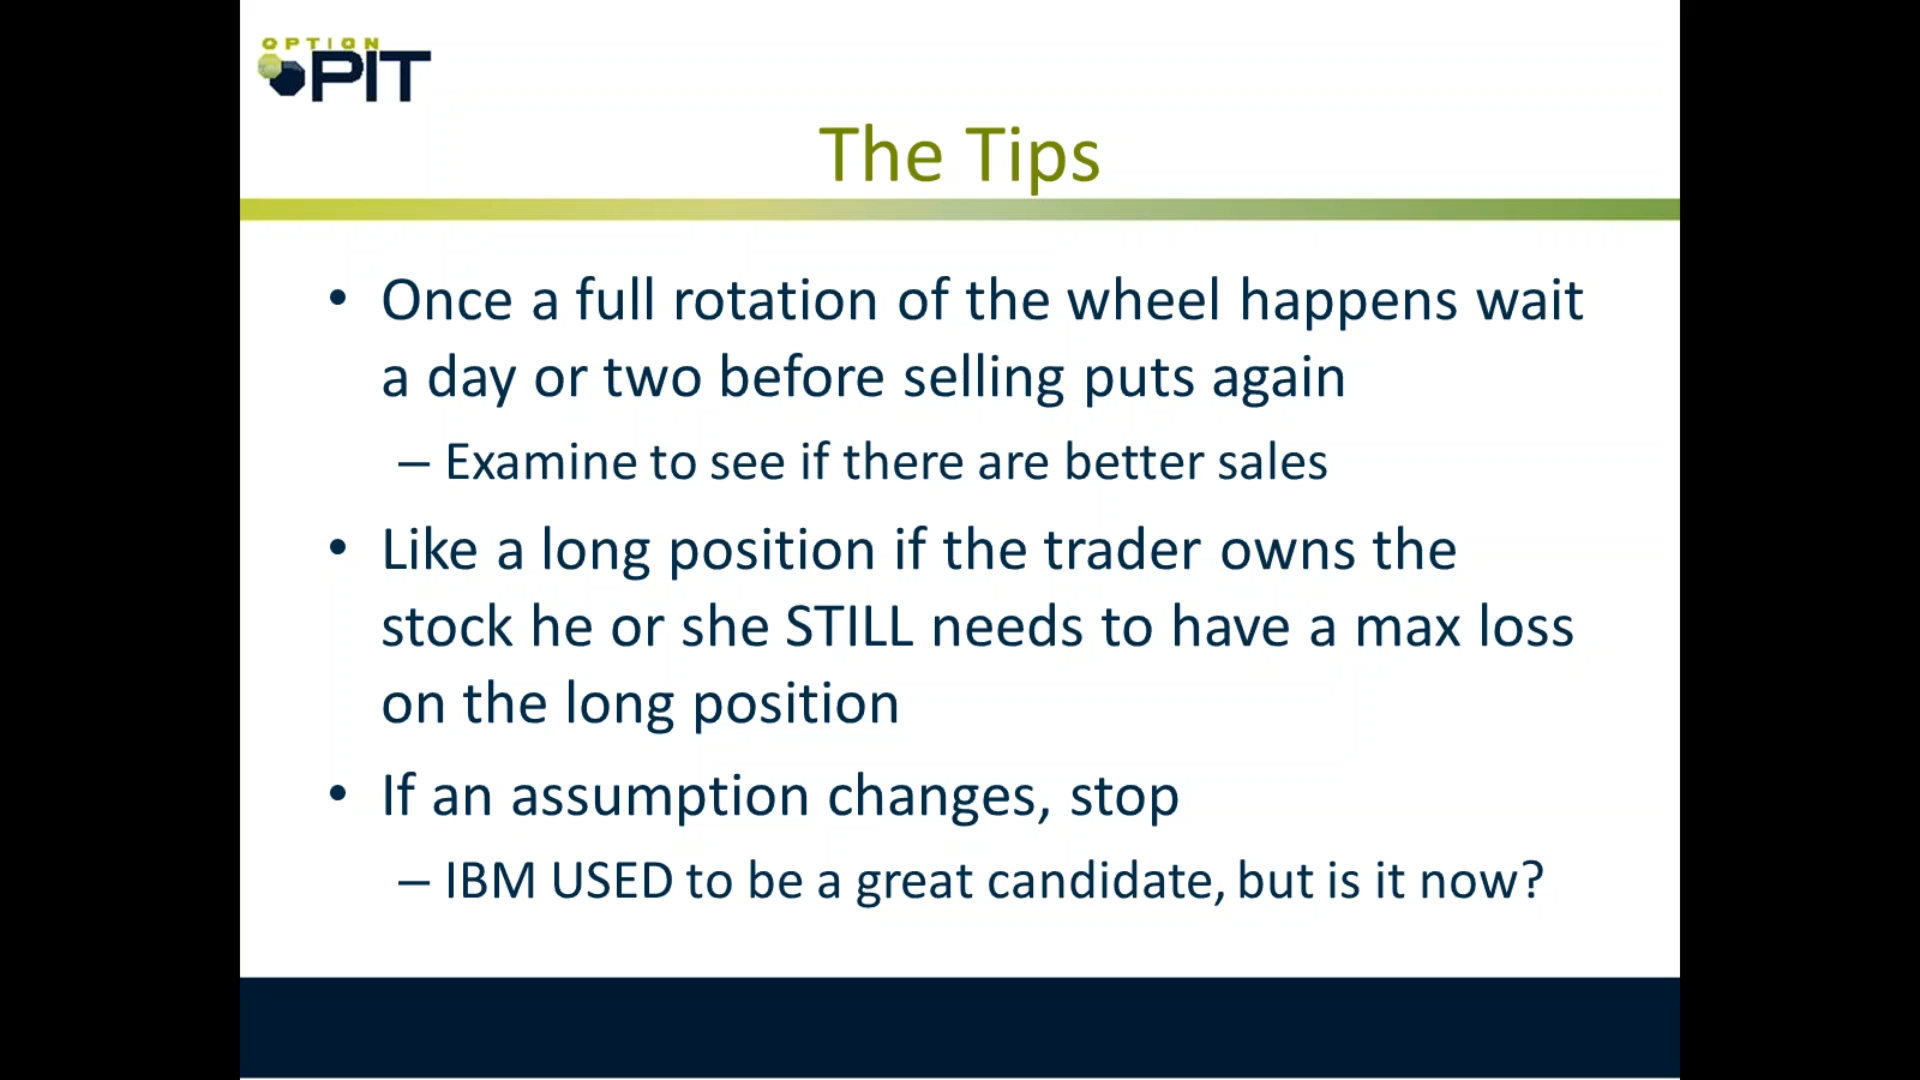 OPTION
PIT
The Tips
• Once a full rotation of the wheel happens wait
a day or two before selling puts again
– Examine to see if there are better sales
• Like a long position if the trader owns the
stock he or she STILL needs to have a max loss
on the long position
• If an assumption changes, stop
– IBM USED to be a great candidate, but is it now?